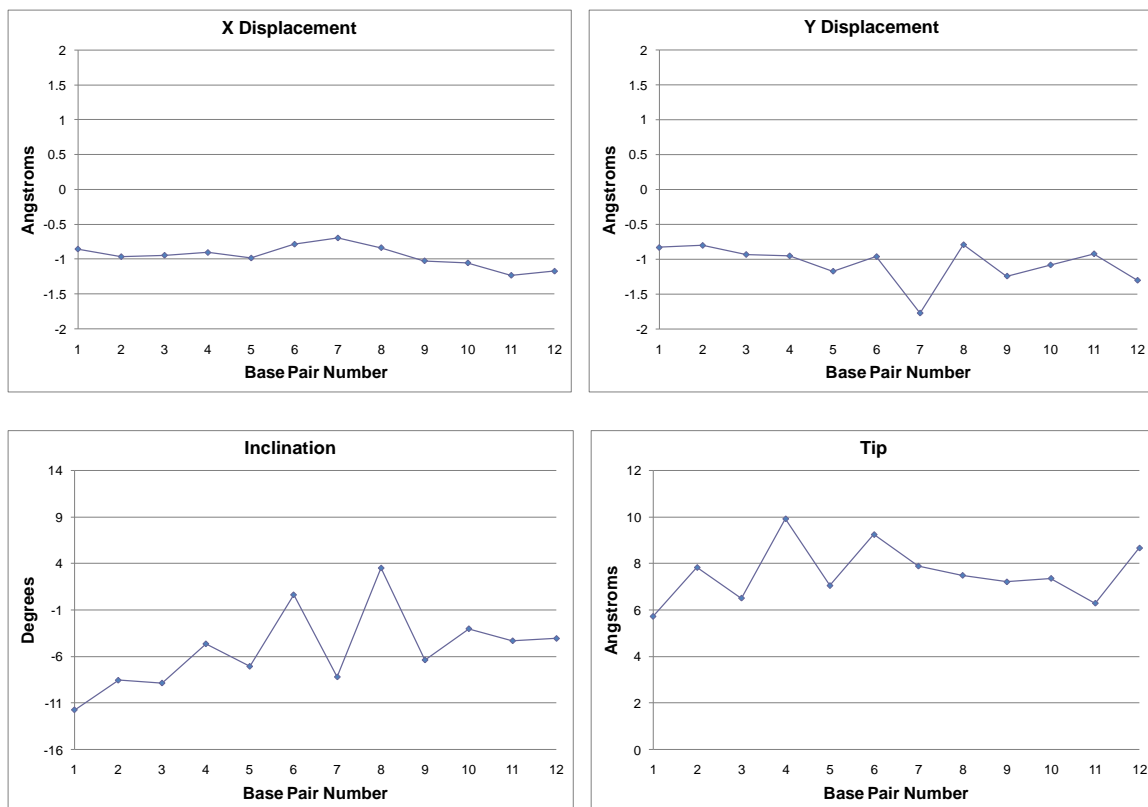 X Displacement
2
1.5
1
0.5
0
-0.5
-1
-1.5
-2
Angstroms
1 2 3 4 5 6 7 8 9 10 11 12
Base Pair Number
Y Displacement
2
1.5
1
0.5
0
-0.5
-1
-1.5
-2
Angstroms
1 2 3 4 5 6 7 8 9 10 11 12
Base Pair Number
Inclination
14
9
4
-1
-6
-11
-16
Degrees
1 2 3 4 5 6 7 8 9 10 11 12
Base Pair Number
Tip
12
10
8
6
4
2
0
Angstroms
1 2 3 4 5 6 7 8 9 10 11 12
Base Pair Number